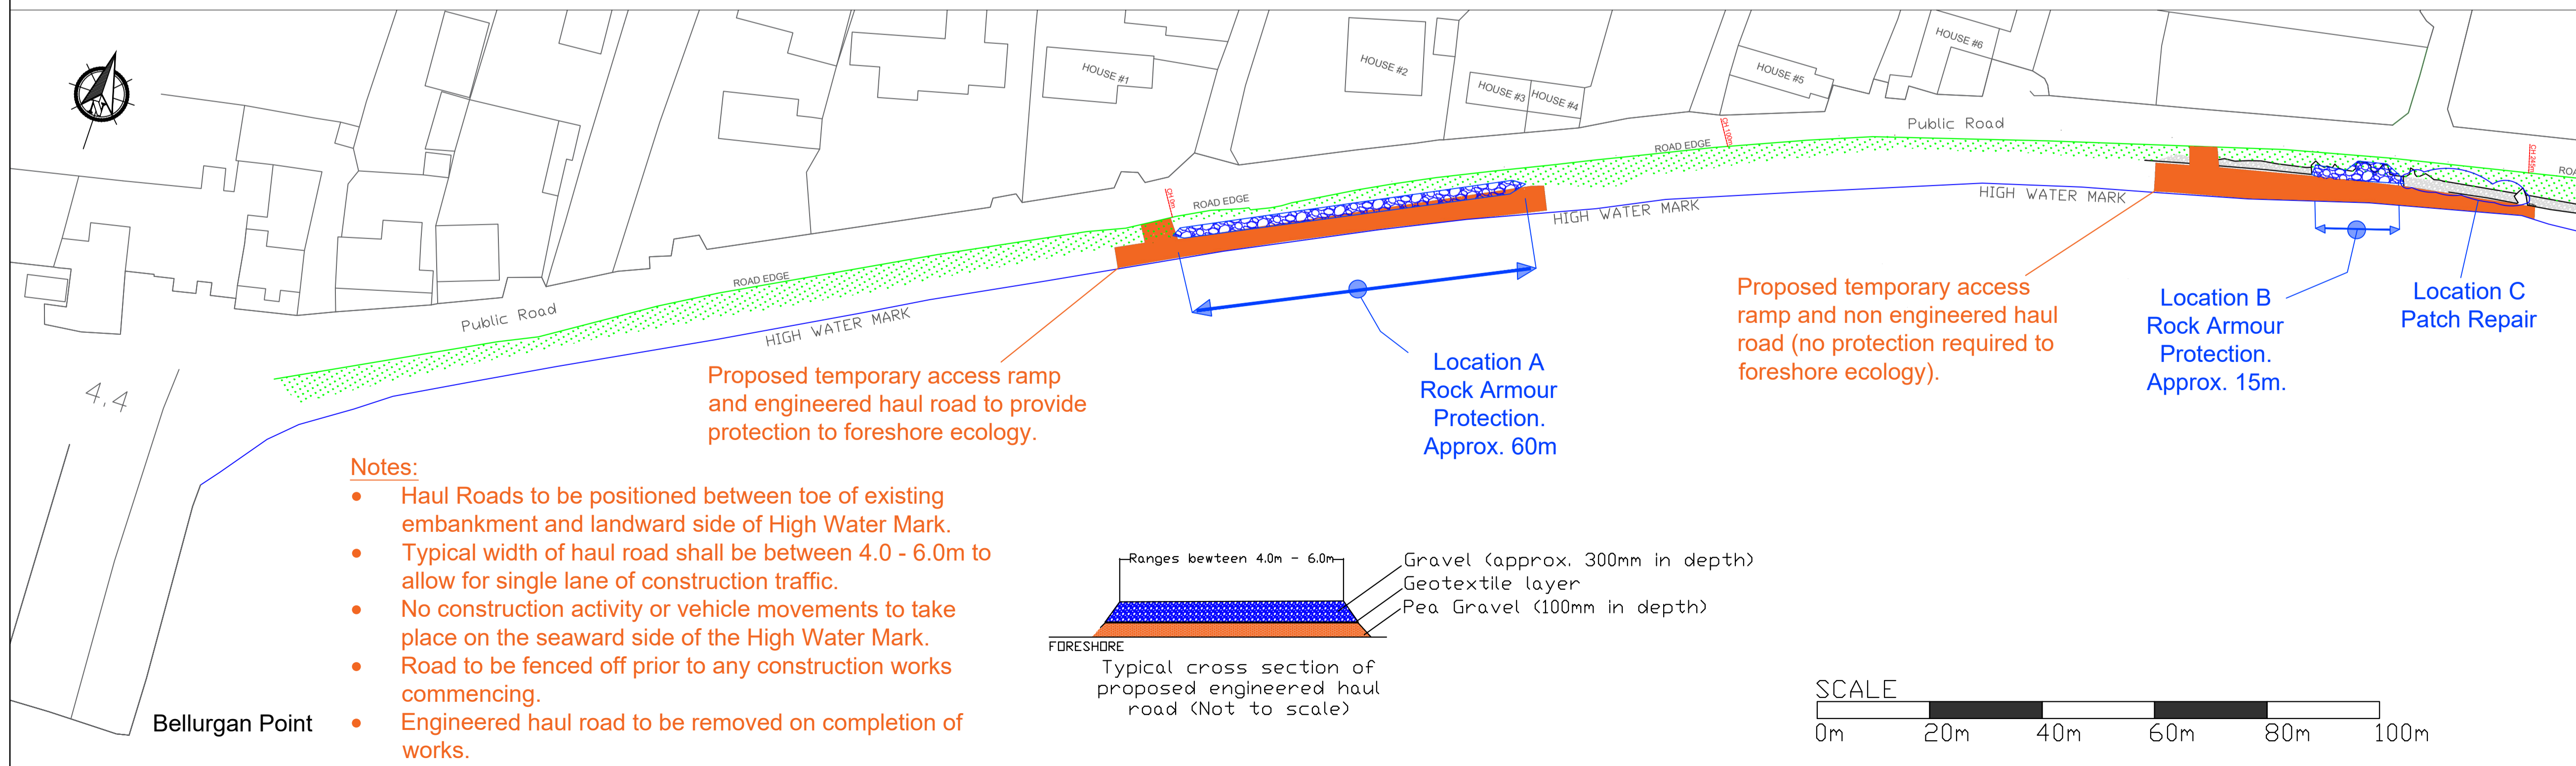 HOUSE #1
HOUSE #2
HOUSE #3
HOUSE #4
HOUSE #5
HOUSE #6
N
CH 0m
CH 100m
Public Road
ROAD EDGE
ROAD EDGE
ROAD EDGE
ROA
Public Road
HIGH WATER MARK
HIGH WATER MARK
HIGH WATER MARK
4.4
Proposed temporary access ramp
and engineered haul road to provide
protection to foreshore ecology.
Location A
Rock Armour
Protection.
Approx. 60m
Proposed temporary access
ramp and non engineered haul
road (no protection required to
foreshore ecology).
Location B
Rock Armour
Protection.
Approx. 15m.
Location C
Patch Repair
Notes:
● Haul Roads to be positioned between toe of existing
embankment and landward side of High Water Mark.
● Typical width of haul road shall be between 4.0 - 6.0m to
allow for single lane of construction traffic.
● No construction activity or vehicle movements to take
place on the seaward side of the High Water Mark.
● Road to be fenced off prior to any construction works
commencing.
● Engineered haul road to be removed on completion of
works.
Bellurgan Point
Ranges bewteen 4.0m - 6.0m
Gravel (approx. 300mm in depth)
Geotextile layer
Pea Gravel (100mm in depth)
FORESHORE
Typical cross section of
proposed engineered haul
road (Not to scale)
SCALE
0m 20m 40m 60m 80m 100m